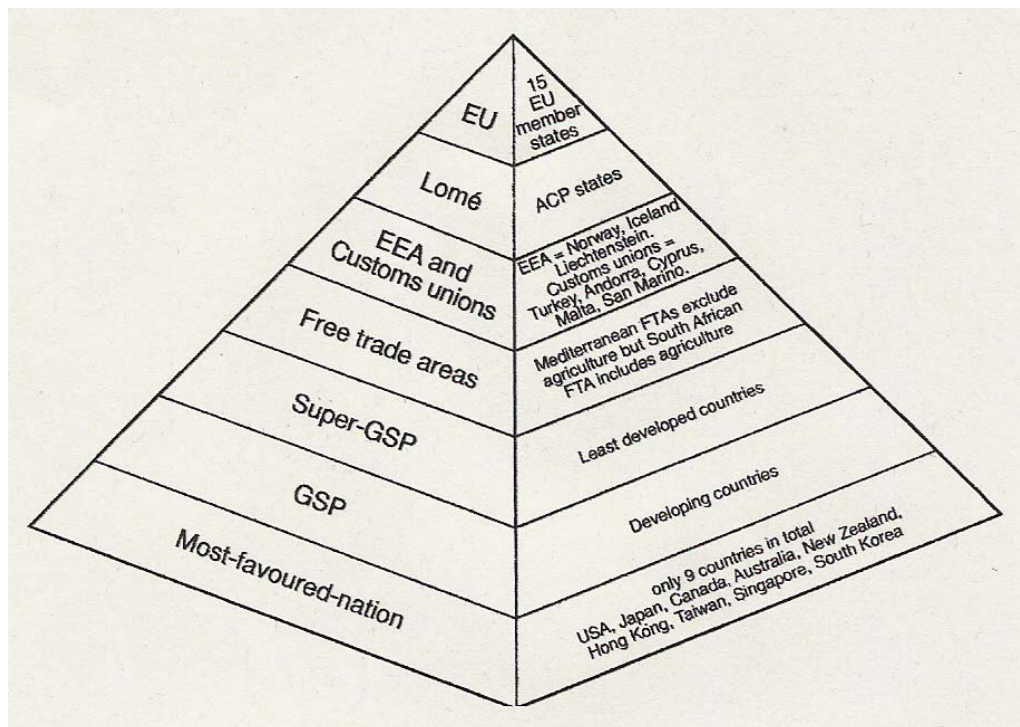 EU
15
EU
member
states
Lomé
ACP states
EEA and
Customs unions
EEA = Norway, Iceland
Liechtenstein.
Customs unions =
Turkey, Andorra, Cyprus,
Malta, San Marino.
Free trade areas
Mediterranean FTAs exclude
agriculture but South African
FTA includes agriculture
Super-GSP
Least developed countries
GSP
Developing countries
Most-favoured-nation
only 9 countries in total
USA, Japan, Canada, Australia, New Zealand,
Hong Kong, Taiwan, Singapore, South Korea